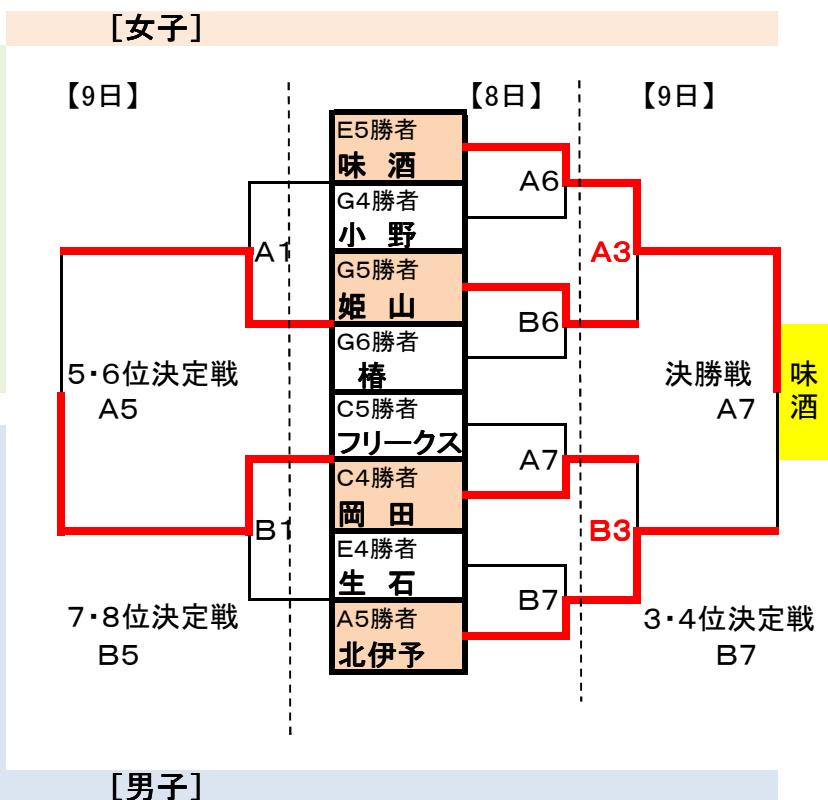 ［女子］
【9日】
【8日】
【9日】
E5勝者
味　酒
G4勝者
小　野
G5勝者
姫　山
G6勝者
椿
C5勝者
フリークス
C4勝者
岡　田
E4勝者
生　石
A5勝者
北伊予
A6
B6
A7
B7
A1
B1
A3
B3
5・6位決定戦
A5
7・8位決定戦
B5
決勝戦
A7
味酒
3・4位決定戦
B7
［男子］